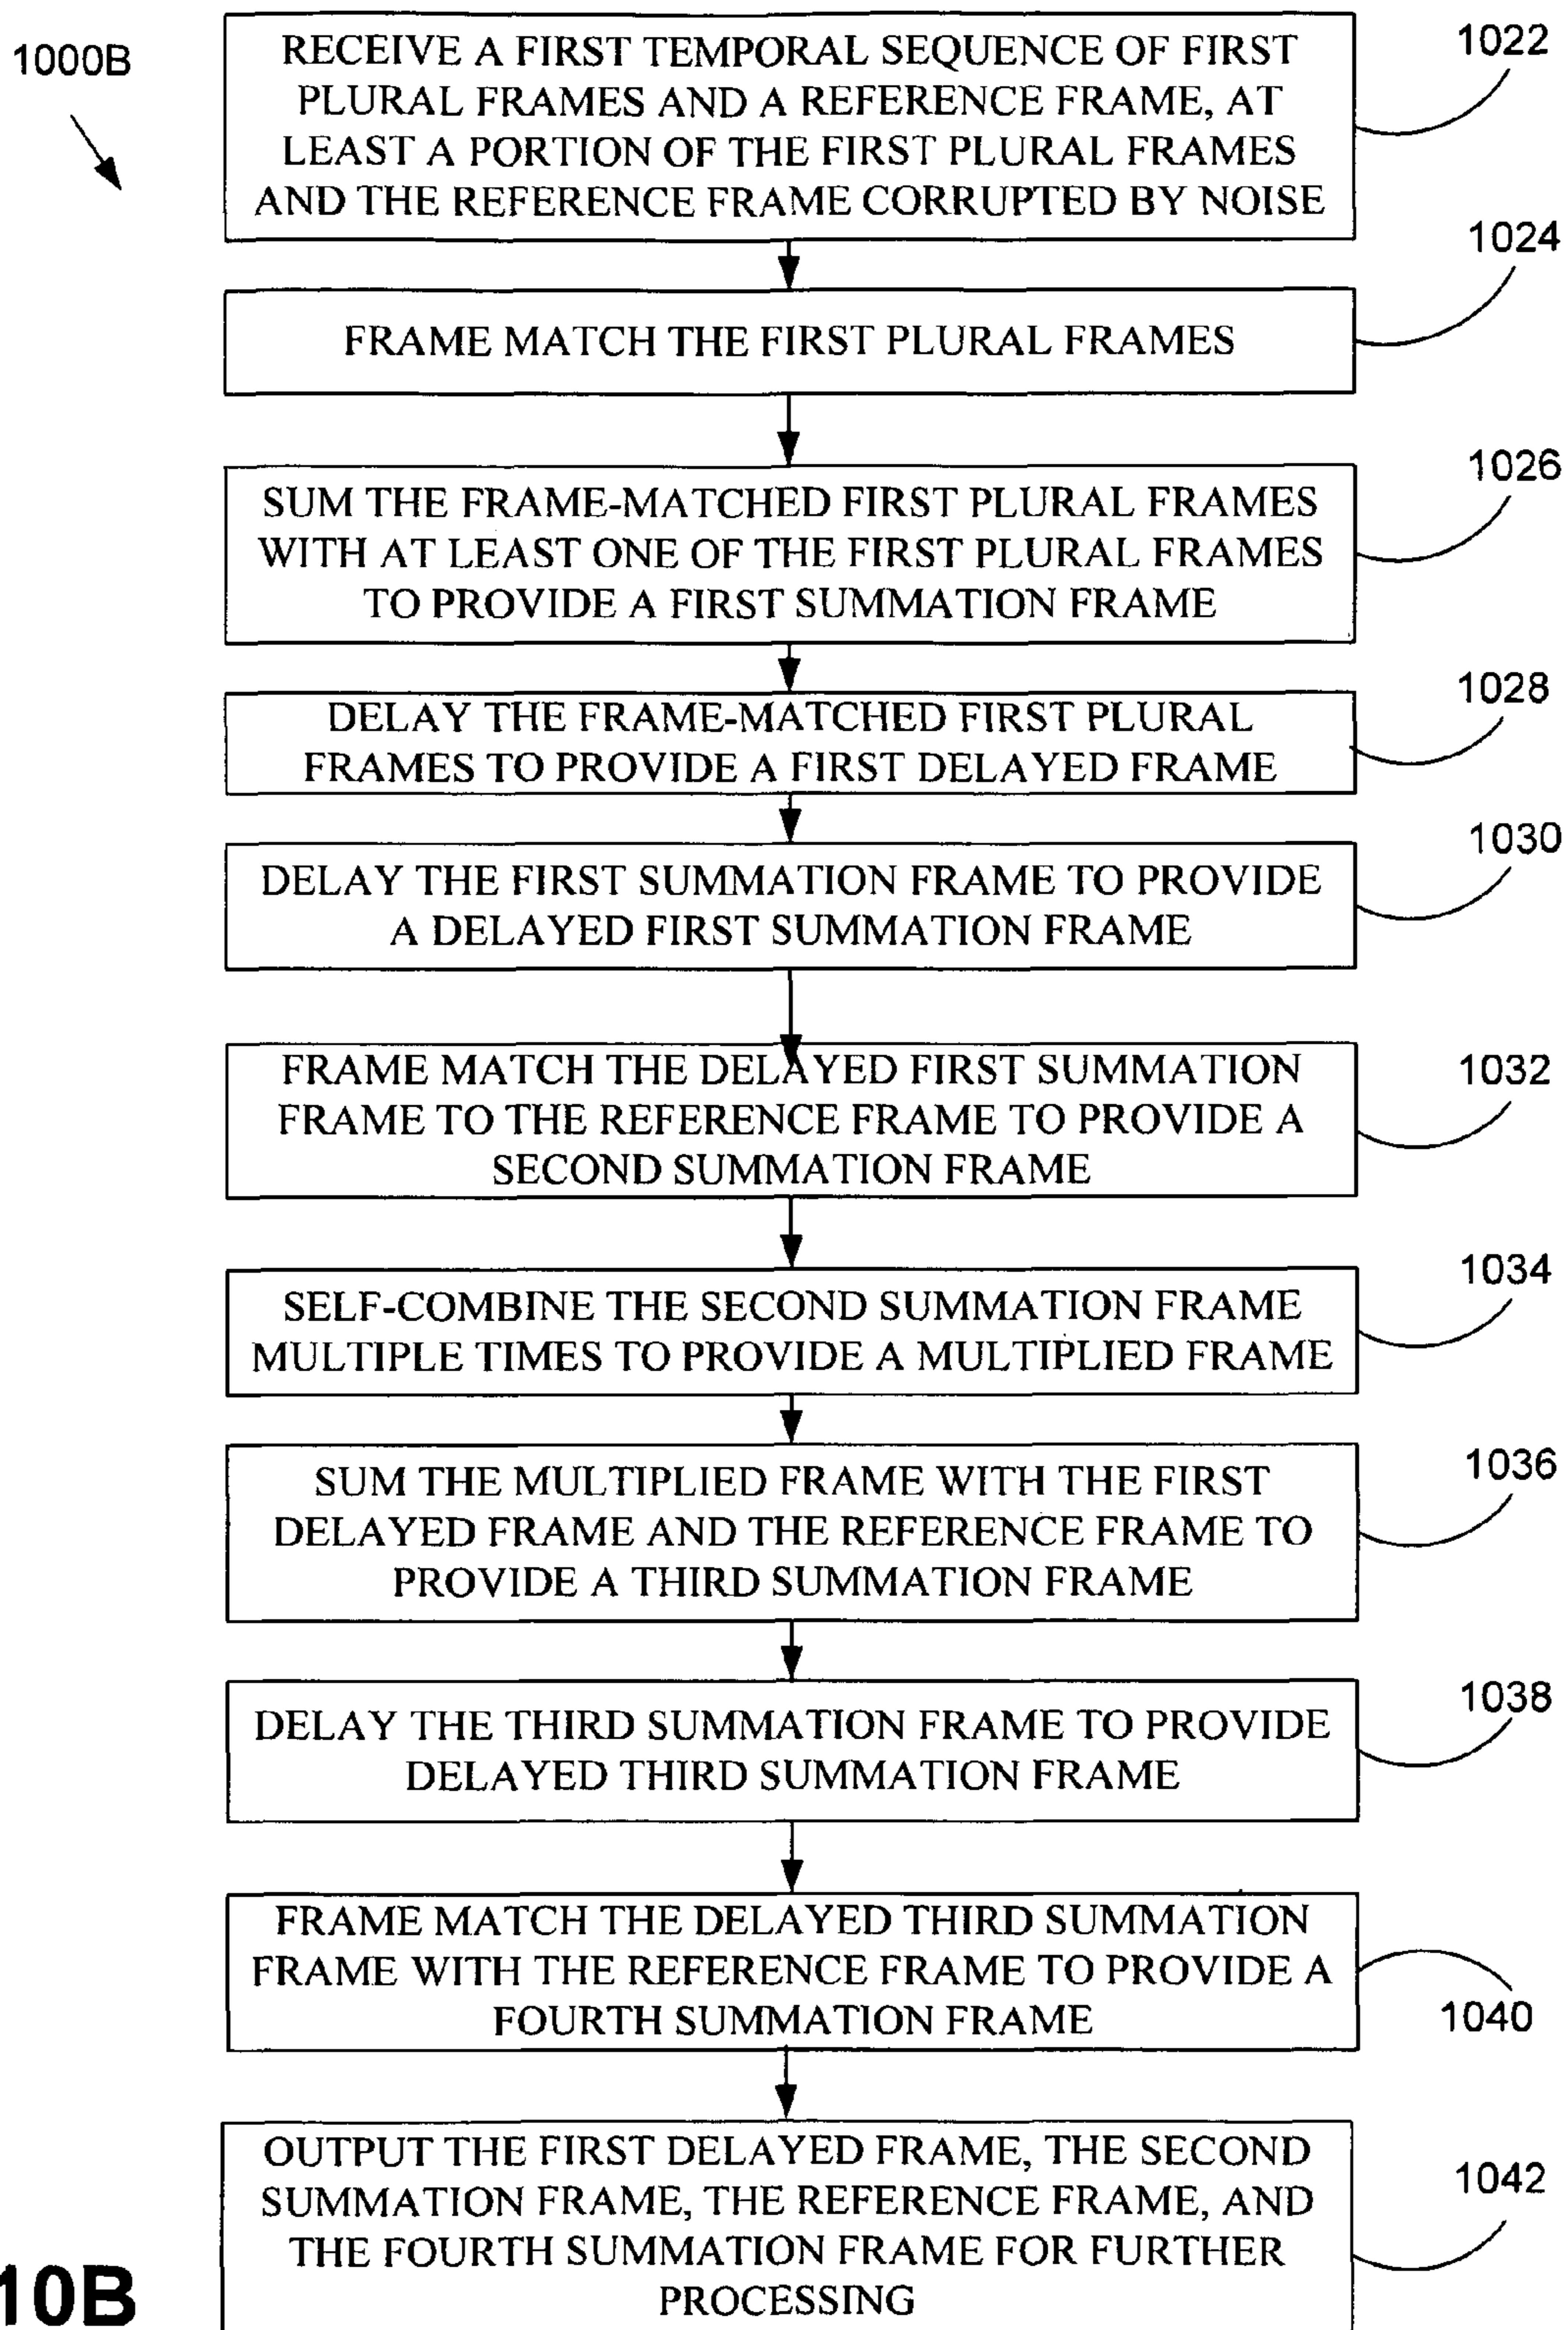 1000B
RECEIVE A FIRST TEMPORAL SEQUENCE OF FIRST
PLURAL FRAMES AND A REFERENCE FRAME, AT
LEAST A PORTION OF THE FIRST PLURAL FRAMES
AND THE REFERENCE FRAME CORRUPTED BY NOISE
1022
FRAME MATCH THE FIRST PLURAL FRAMES
1024
SUM THE FRAME-MATCHED FIRST PLURAL FRAMES
WITH AT LEAST ONE OF THE FIRST PLURAL FRAMES
TO PROVIDE A FIRST SUMMATION FRAME
1026
DELAY THE FRAME-MATCHED FIRST PLURAL
FRAMES TO PROVIDE A FIRST DELAYED FRAME
1028
DELAY THE FIRST SUMMATION FRAME TO PROVIDE
A DELAYED FIRST SUMMATION FRAME
1030
FRAME MATCH THE DELAYED FIRST SUMMATION
FRAME TO THE REFERENCE FRAME TO PROVIDE A
SECOND SUMMATION FRAME
1032
SELF-COMBINE THE SECOND SUMMATION FRAME
MULTIPLE TIMES TO PROVIDE A MULTIPLIED FRAME
1034
SUM THE MULTIPLIED FRAME WITH THE FIRST
DELAYED FRAME AND THE REFERENCE FRAME TO
PROVIDE A THIRD SUMMATION FRAME
1036
DELAY THE THIRD SUMMATION FRAME TO PROVIDE
DELAYED THIRD SUMMATION FRAME
1038
FRAME MATCH THE DELAYED THIRD SUMMATION
FRAME WITH THE REFERENCE FRAME TO PROVIDE A
FOURTH SUMMATION FRAME
1040
OUTPUT THE FIRST DELAYED FRAME, THE SECOND
SUMMATION FRAME, THE REFERENCE FRAME, AND
THE FOURTH SUMMATION FRAME FOR FURTHER
PROCESSING
1042
10B